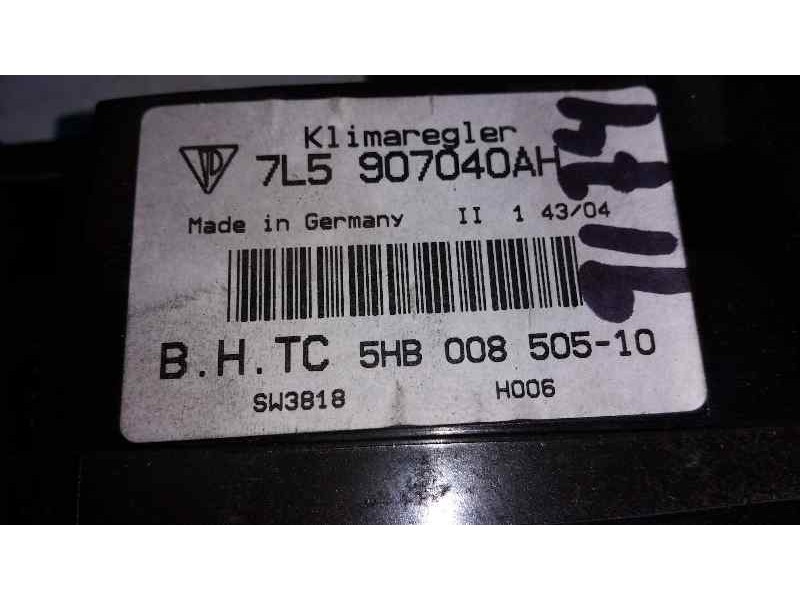 Klimaregler
7L5 907040AH
Made in Germany II 1 43/04
B.H.TC 5HB 008 505-10
SW3818 H006